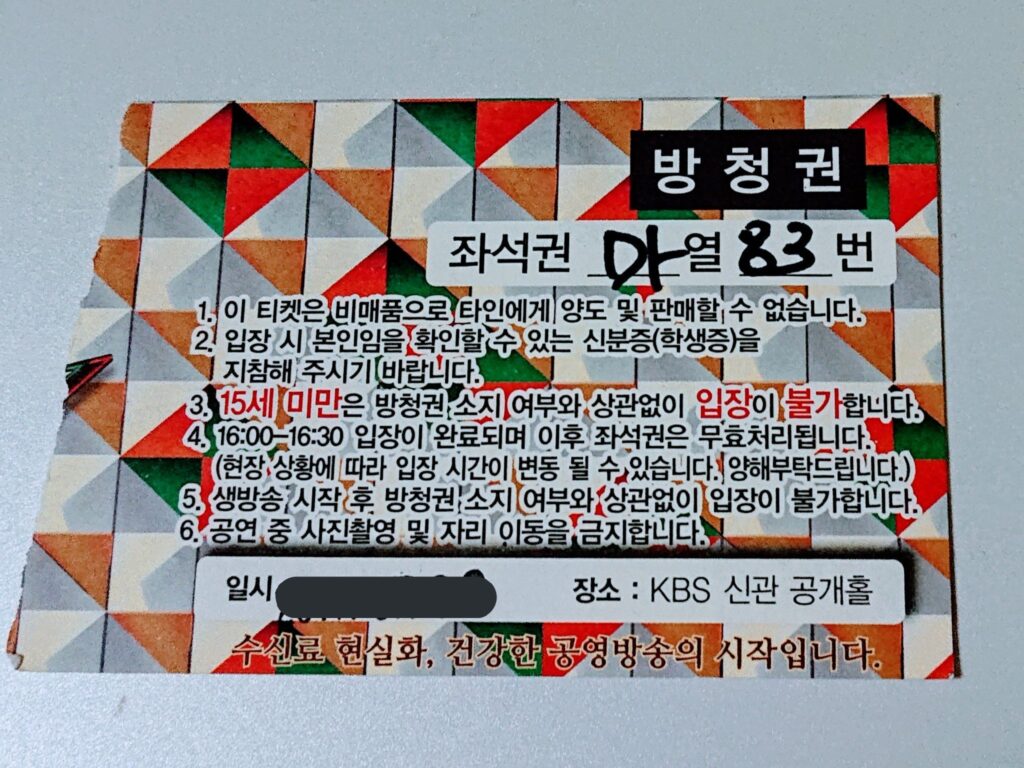 방청권
좌석권 마 열 83 번
1. 이 티켓은 비매품으로 타인에게 양도 및 판매할 수 없습니다.
2. 입장 시 본인임을 확인할 수 있는 신분증(학생증)을
지참해 주시기 바랍니다.
3. 15세 미만은 방청권 소지 여부와 상관없이 입장이 불가합니다.
4. 16:00-16:30 입장이 완료되며 이후 좌석권은 무효처리됩니다.
(현장 상황에 따라 입장 시간이 변동 될 수 있습니다. 양해부탁드립니다.)
5. 생방송 시작 후 방청권 소지 여부와 상관없이 입장이 불가합니다.
6. 공연 중 사진촬영 및 자리 이동을 금지합니다.
일시 장소 : KBS 신관 공개홀
수신료 현실화, 건강한 공영방송의 시작입니다.